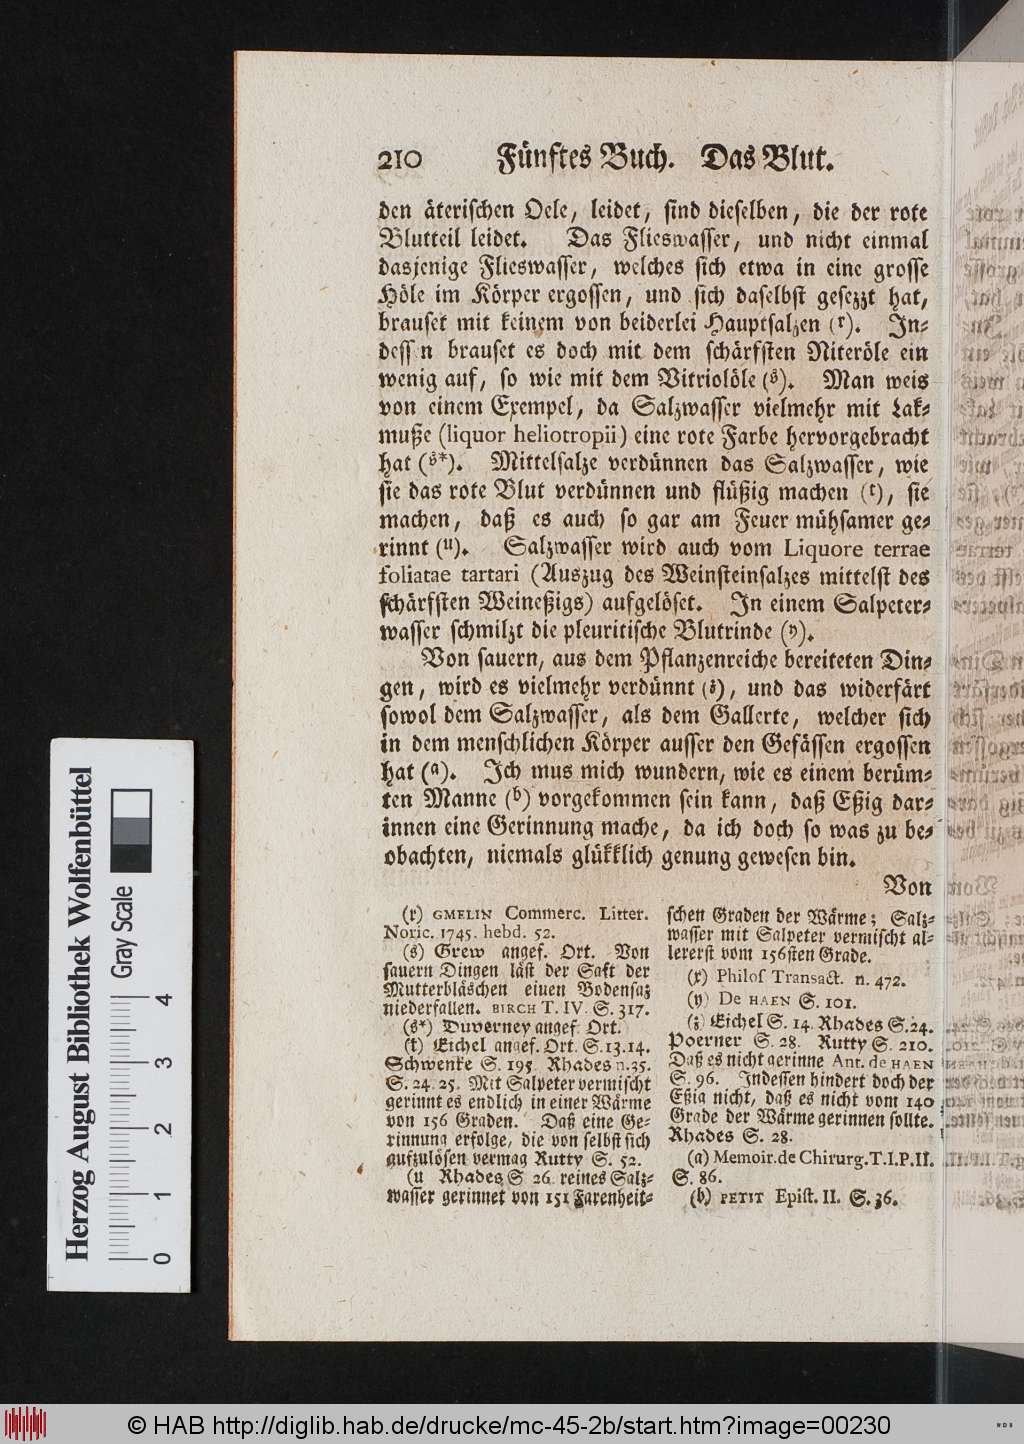 210 Fünftes Buch. Das Blut.
den äterischen Oele, leidet, sind dieselben, die der rote
Blutteil leidet. Das Flieswasser, und nicht einmal
dasjenige Flieswasser, welches sich etwa in eine grosse
Höle im Körper ergossen, und sich daselbst gesezzt hat,
brauset mit keinem von beiderlei Hauptsalzen (r). In-
dess n brauset es doch mit dem schärfsten Niteröle ein
wenig auf, so wie mit dem Vitriolöle (s). Man weis
von einem Exempel, da Salzwasser vielmehr mit Lak-
muße (liquor heliotropii) eine rote Farbe hervorgebracht
hat (s*). Mittelsalze verdünnen das Salzwasser, wie
sie das rote Blut verdünnen und flüßig machen (t), sie
machen, daß es auch so gar am Feuer mühsamer ge-
rinnt (u). Salzwasser wird auch vom Liquore terrae
foliatae tartari (Auszug des Weinsteinsalzes mittelst des
schärfsten Weineßigs) aufgelöset. In einem Salpeter-
wasser schmilzt die pleuritische Blutrinde (y).
Von sauern, aus dem Pflanzenreiche bereiteten Din-
gen, wird es vielmehr verdünnt (z), und das widerfärt
sowol dem Salzwasser, als dem Gallerte, welcher sich
in dem menschlichen Körper ausser den Gefässen ergossen
hat (a). Ich mus mich wundern, wie es einem berüm-
ten Manne (b) vorgekommen sein kann, daß Eßig dar-
innen eine Gerinnung mache, da ich doch so was zu be-
obachten, niemals glükklich genung gewesen bin.
Von
(r) GMELIN Commerc. Litter.
Noric. 1745. hebd. 52.
(s) Grew angef. Ort. Von
sauern Dingen läst der Saft der
Mutterbläschen einen Bodensaz
niederfallen. BIRCH T. IV. S. 317.
(s*) Duverney angef. Ort.
(t) Eichel angef. Ort. S. 13. 14.
Schwenke S. 195. Rhades n. 35.
S. 24. 25. Mit Salpeter vermischt
gerinnt es endlich in einer Wärme
von 156 Graden. Daß eine Ge-
rinnung erfolge, die von selbst sich
aufzulösen vermag Rutty S. 52.
(u Rhades S 26. reines Salz-
wasser gerinnet von 151 Farenheit-
schen Graden der Wärme; Salz-
wasser mit Salpeter vermischt al-
lererst vom 156sten Grade.
(x) Philos Transact. n. 472.
(y) De HAEN S. 101.
(z) Eichel S. 14. Rhades S. 24.
Poerner S. 28. Rutty S. 210.
Daß es nicht gerinne Ant. de HAEN
S. 96. Indessen hindert doch der
Eßig nicht, daß es nicht vom 140
Grade der Wärme gerinnen sollte.
Rhades S. 28.
(a) Memoir. de Chirurg. T. I. P. II.
S. 86.
(b) PETIT Epist. II. S. 36.
Herzog August Bibliothek Wolfenbüttel
Gray Scale
0 1 2 3 4
© HAB http://diglib.hab.de/drucke/mc-45-2b/start.htm?image=00230